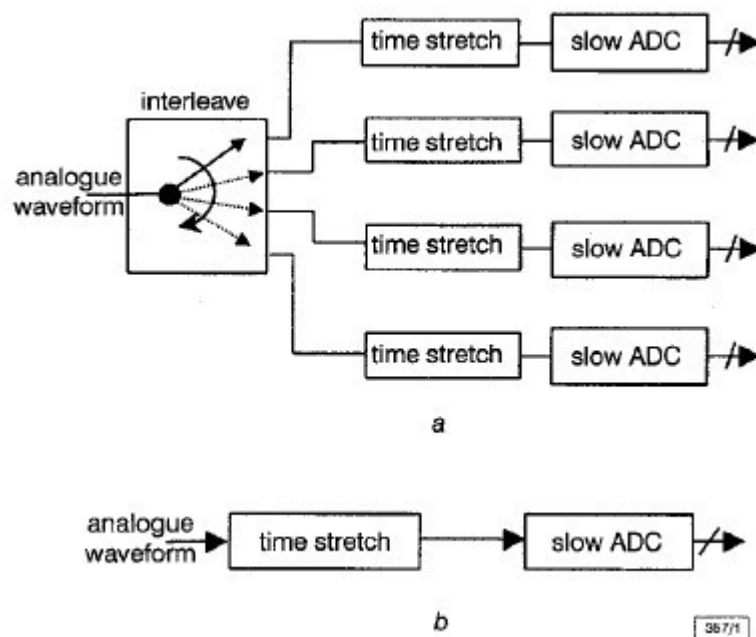 time stretch
slow ADC
interleave
time stretch
slow ADC
analogue
waveform
time stretch
slow ADC
time stretch
slow ADC
a
analogue
waveform
time stretch
slow ADC
b
367/1